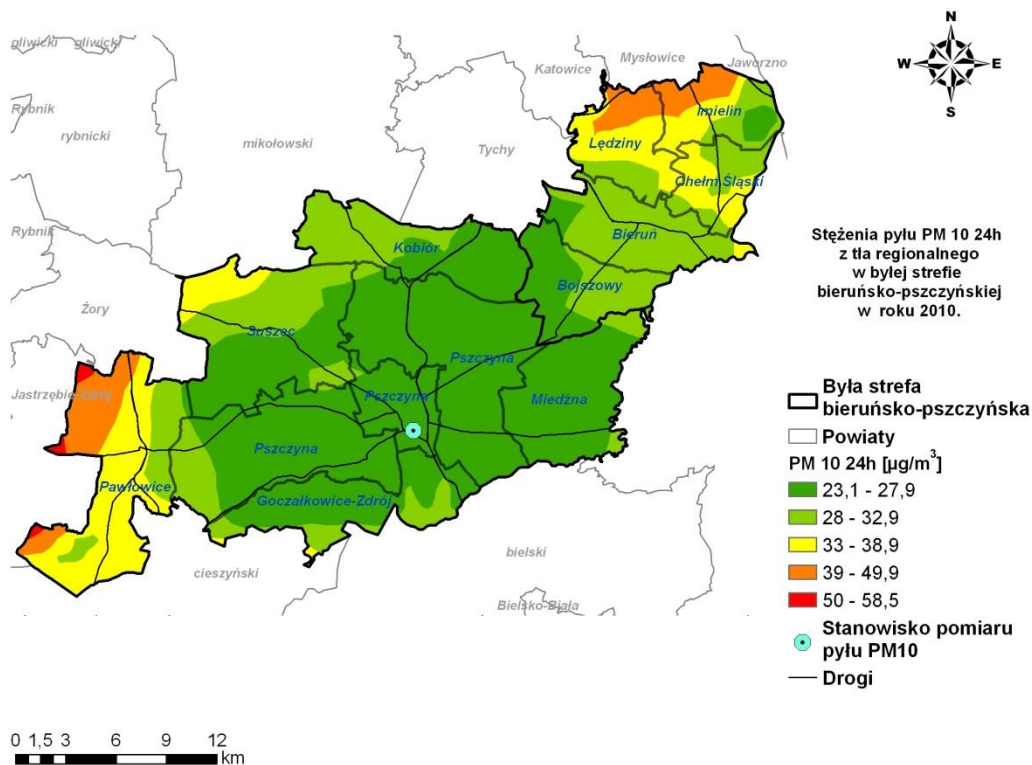 gliwicki gliwicki
Rybnik
rybnicki
mikołowski
Katowice
Mysłowice
Jaworzno
N
W E
S
Imielin
Lędziny
Tychy
Chełm Śląski
Rybnik
Kobiór
Bieruń
Bojszowy
Żory
Suszec
Pszczyna
Jastrzębie-Zdrój
Pszczyna
Miedźna
Pszczyna
Pawłowice
Goczałkowice-Zdrój
cieszyński
bielski
Bielsko-Biała
Stężenia pyłu PM 10 24h
z tła regionalnego
w byłej strefie
bieruńsko-pszczyńskiej
w roku 2010.
Była strefa
bieruńsko-pszczyńska
Powiaty
PM 10 24h [µg/m³]
23,1 - 27,9
28 - 32,9
33 - 38,9
39 - 49,9
50 - 58,5
Stanowisko pomiaru
pyłu PM10
Drogi
0 1,5 3 6 9 12
km